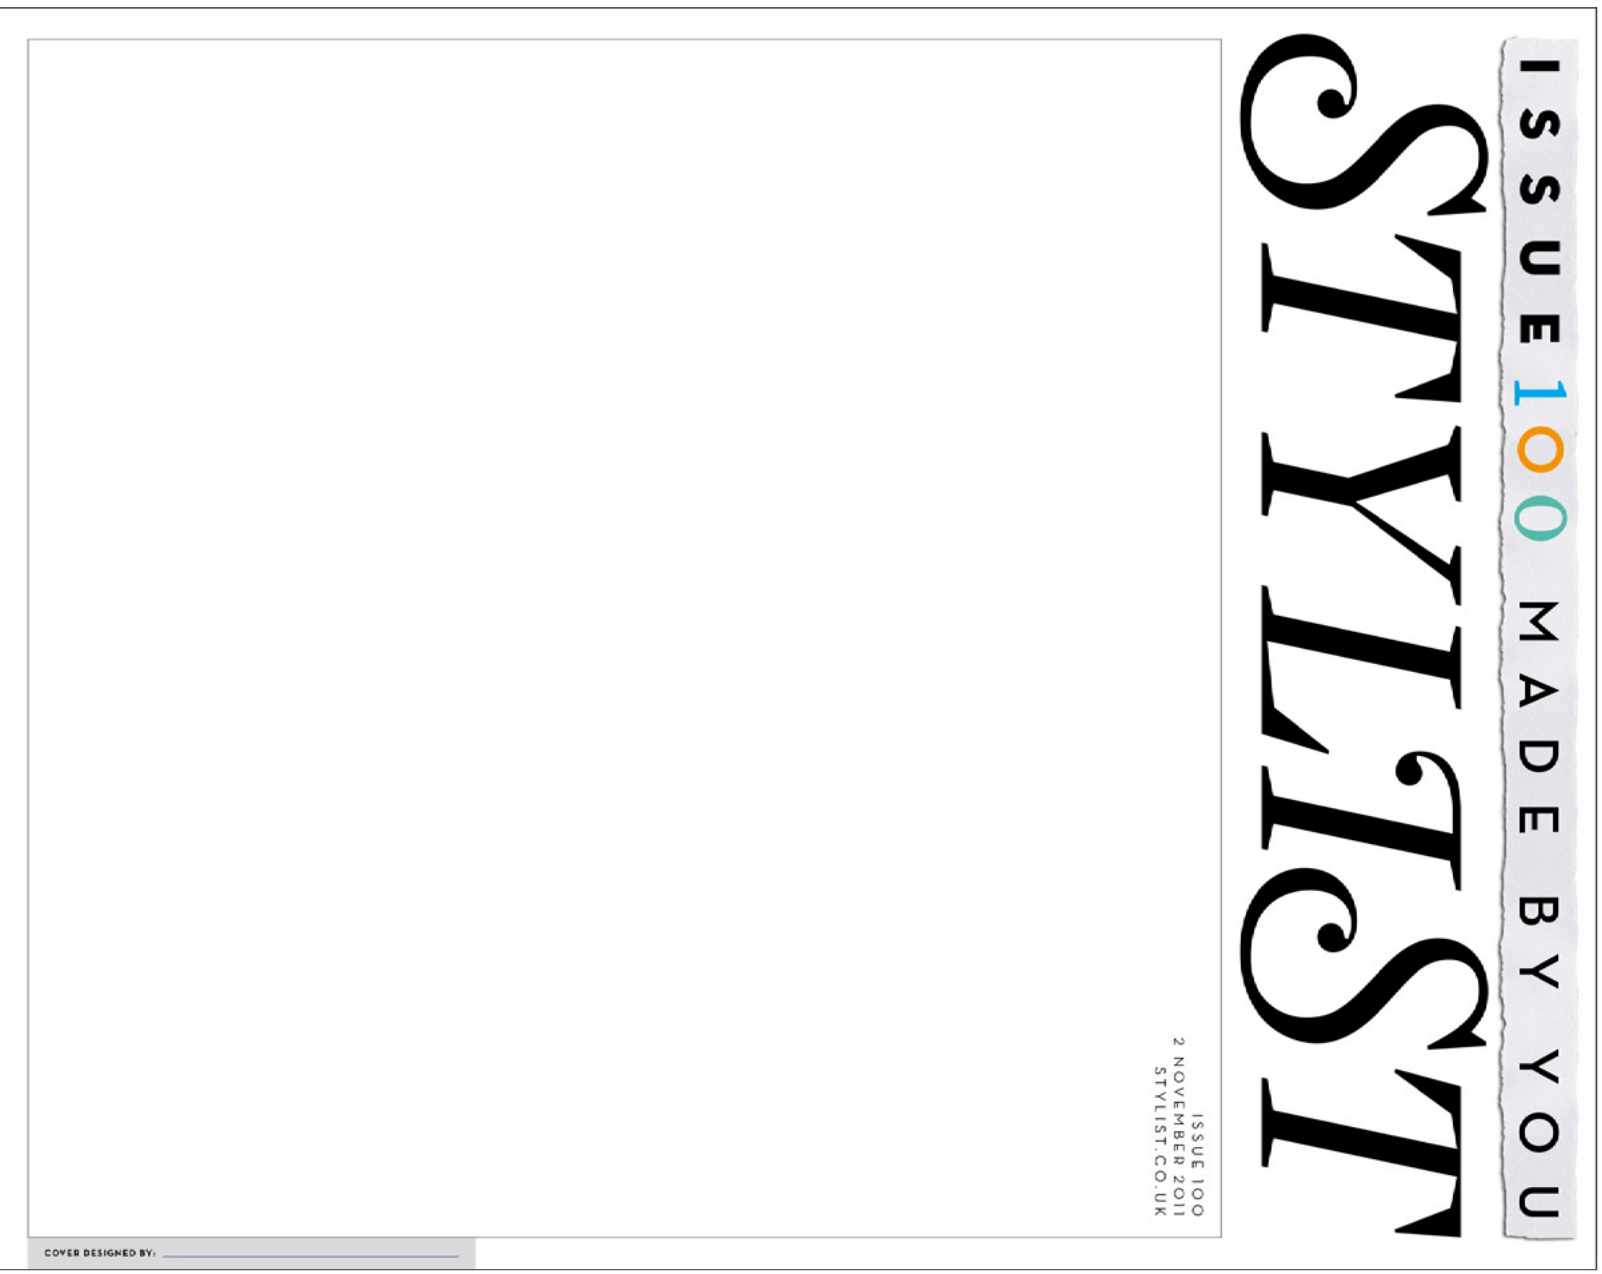 ISSUE 100 MADE BY YOU
STYLIST
ISSUE 100
2 NOVEMBER 2011
STYLIST.CO.UK
COVER DESIGNED BY: